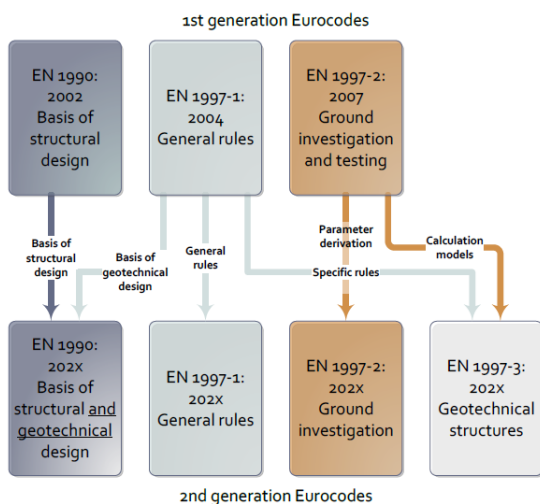 1st generation Eurocodes
EN 1990:
2002
Basis of
structural
design
EN 1997-1:
2004
General rules
EN 1997-2:
2007
Ground
investigation
and testing
Basis of
structural
design
Basis of
geotechnical
design
General
rules
Parameter
derivation
Specific rules
Calculation
models
EN 1990:
202x
Basis of
structural and
geotechnical
design
EN 1997-1:
202x
General rules
EN 1997-2:
202x
Ground
investigation
EN 1997-3:
202x
Geotechnical
structures
2nd generation Eurocodes